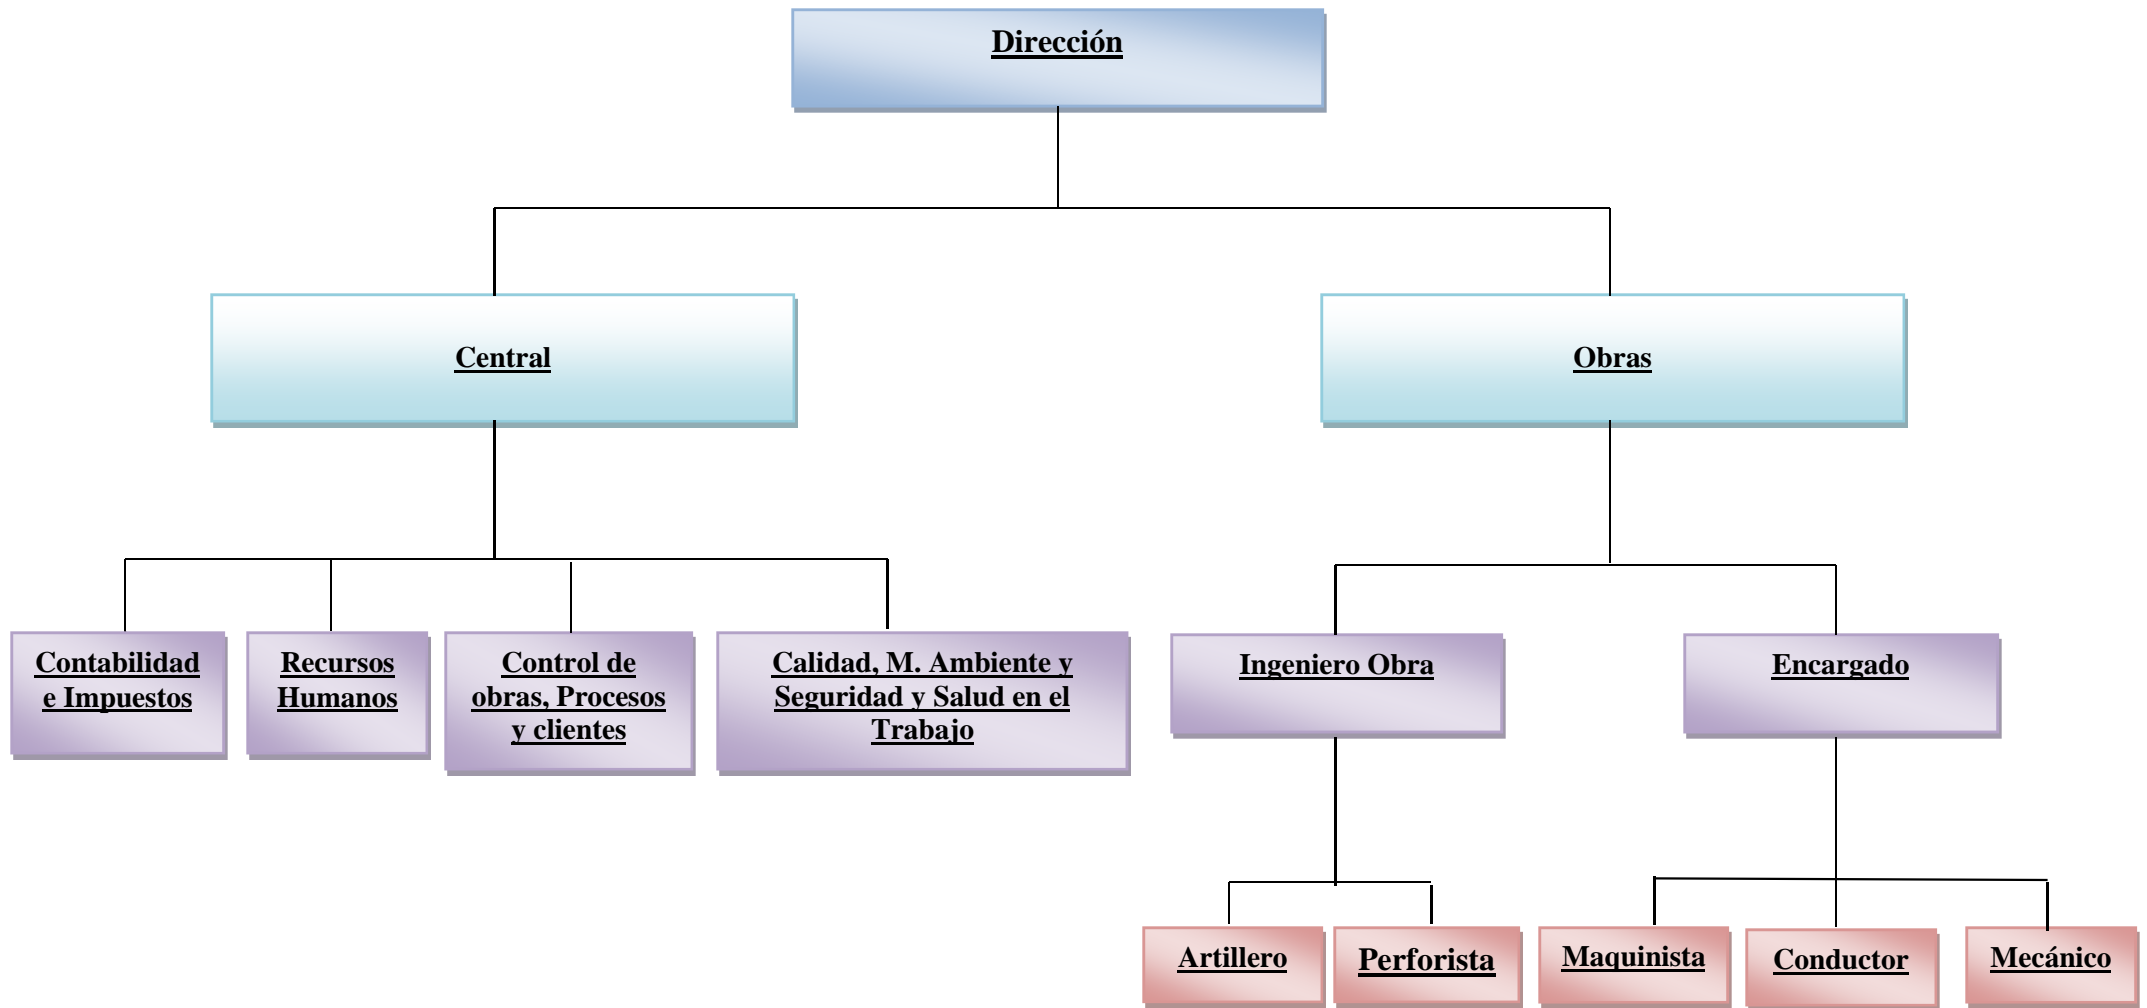 Dirección
Central
Obras
Contabilidad
e Impuestos
Recursos
Humanos
Control de
obras, Procesos
y clientes
Calidad, M. Ambiente y
Seguridad y Salud en el
Trabajo
Ingeniero Obra
Encargado
Artillero
Perforista
Maquinista
Conductor
Mecánico